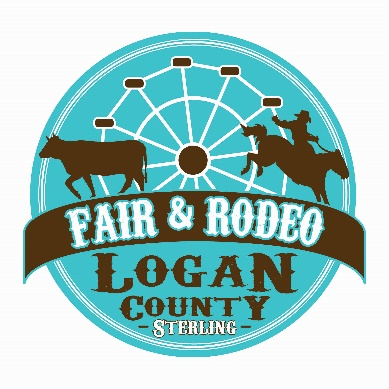 FAIR & RODEO
LOGAN
COUNTY
- STERLING -